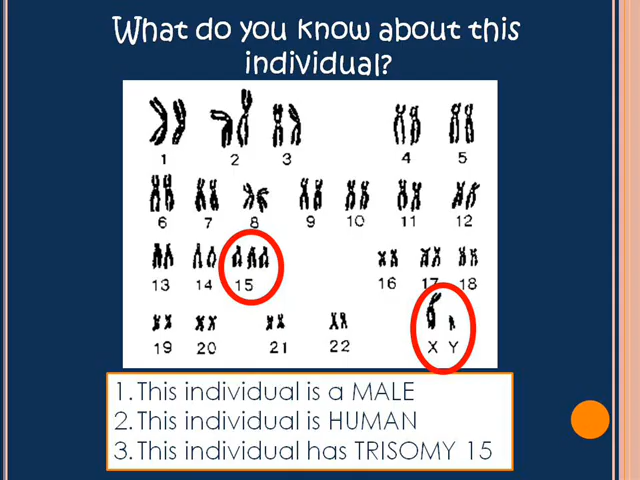 What do you know about this
individual?
1 2 3 4 5
6 7 8 9 10 11 12
13 14 15 16 17 18
19 20 21 22 X Y
1. This individual is a MALE
2. This individual is HUMAN
3. This individual has TRISOMY 15